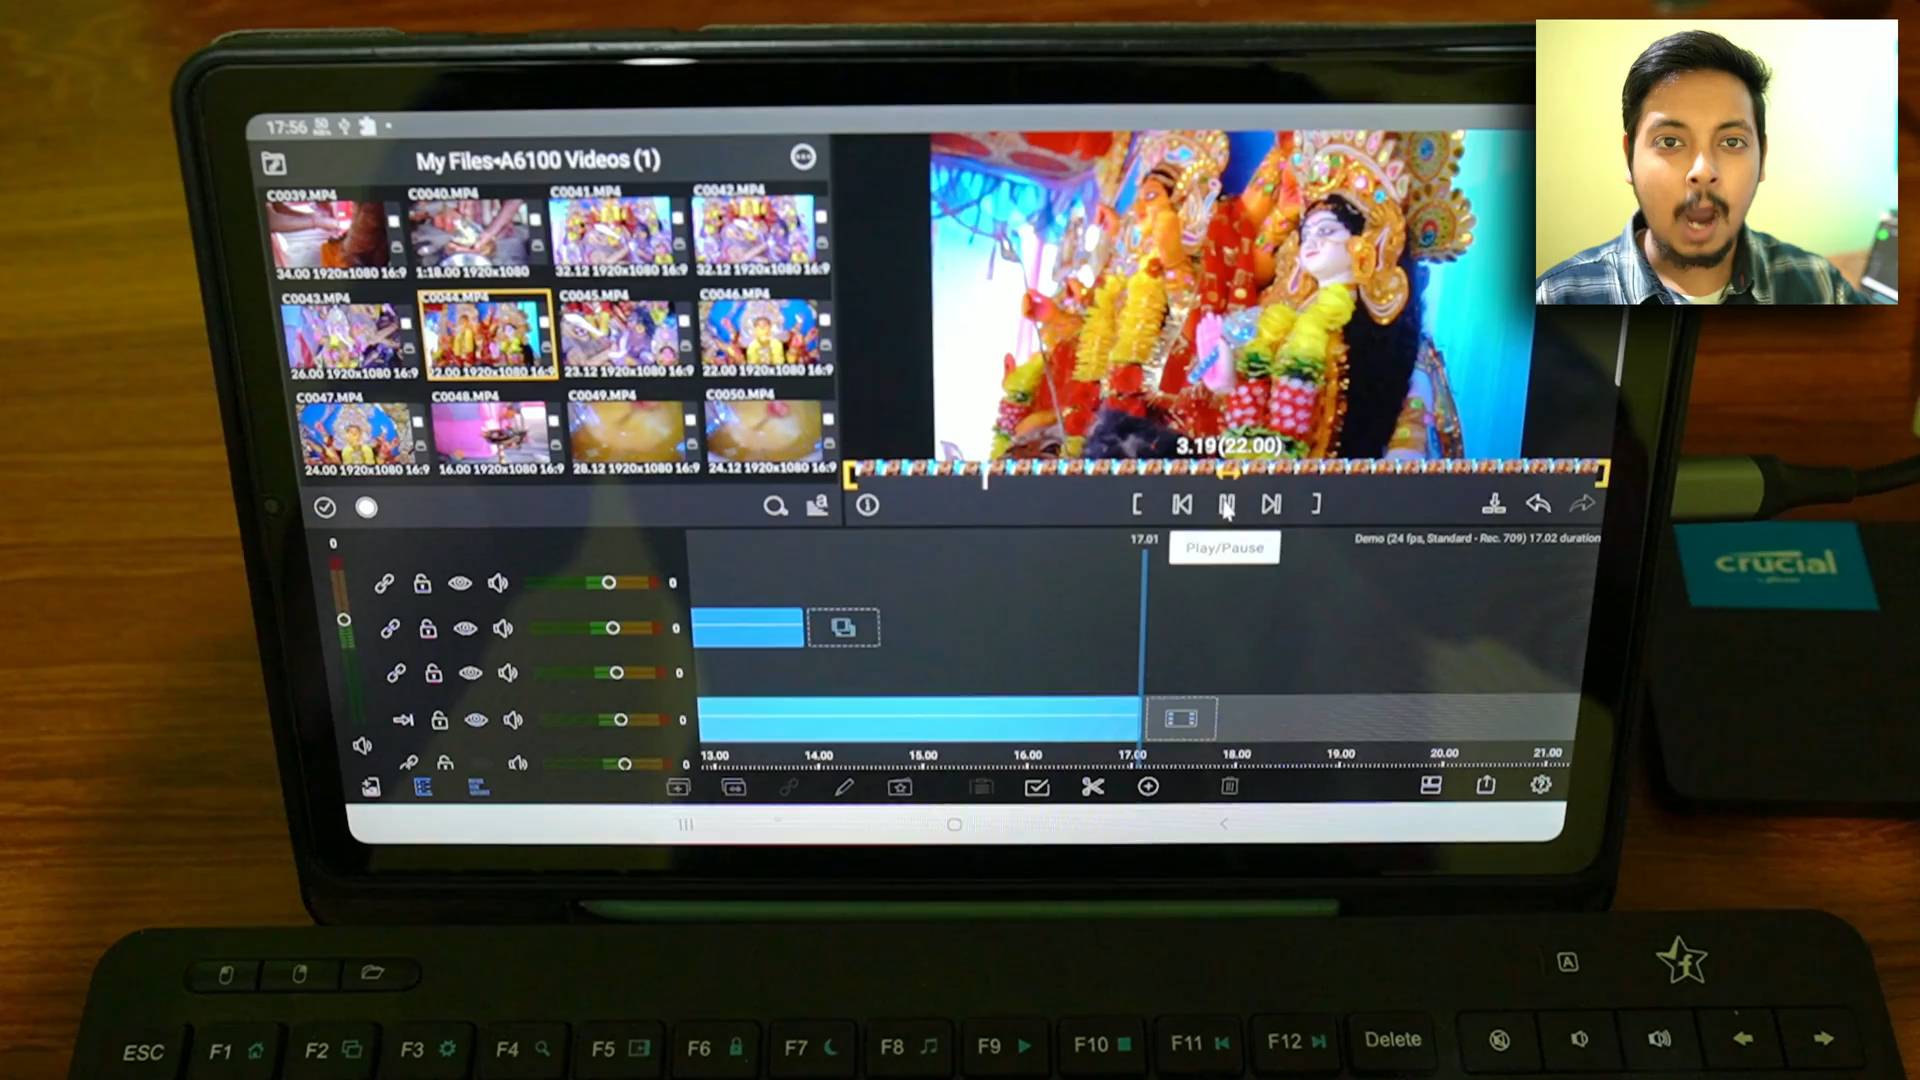 17:56
My Files•A6100 Videos (1)
C0039.MP4 C0040.MP4 C0041.MP4 C0042.MP4
34.00 1920x1080 16:9 1:18.00 1920x1080 32.12 1920x1080 16:9 32.12 1920x1080 16:9
C0043.MP4 C0044.MP4 C0045.MP4 C0046.MP4
26.00 1920x1080 16:9 22.00 1920x1080 16:9 23.12 1920x1080 16:9 22.00 1920x1080 16:9
C0047.MP4 C0048.MP4 C0049.MP4 C0050.MP4
24.00 1920x1080 16:9 16.00 1920x1080 16:9 28.12 1920x1080 16:9 24.12 1920x1080 16:9
3.19(22.00)
Play/Pause
17.01
Demo (24 fps, Standard - Rec. 709) 17.02 duration
0
0
0
0
0
0
13.00 14.00 15.00 16.00 17.00 18.00 19.00 20.00 21.00
crucial
A
f
ESC F1 F2 F3 F4 F5 F6 F7 F8 F9 F10 F11 F12 Delete